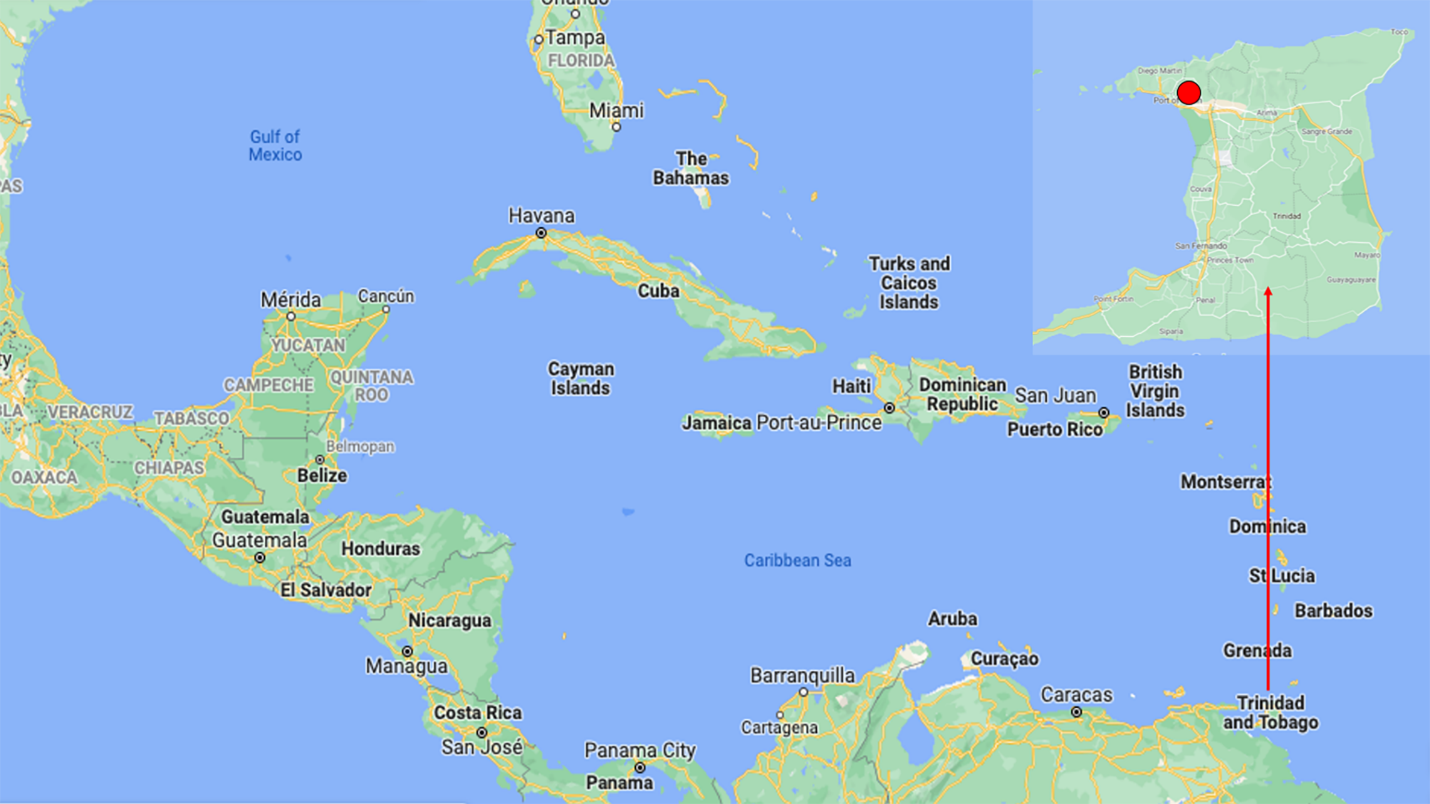 Orlando
Tampa
FLORIDA
Miami
Gulf of
Mexico
The
Bahamas
Havana
Cuba
Turks and
Caicos
Islands
Mérida
Cancún
YUCATAN
CAMPECHE
QUINTANA
ROO
Cayman
Islands
Haiti
Dominican
Republic
San Juan
British
Virgin
Islands
Jamaica
Port-au-Prince
Puerto Rico
VERACRUZ
TABASCO
Belmopan
CHIAPAS
OAXACA
Belize
Montserrat
Guatemala
Guatemala
Honduras
Dominica
Caribbean Sea
El Salvador
St Lucia
Nicaragua
Aruba
Barbados
Managua
Curaçao
Grenada
Barranquilla
Caracas
Cartagena
Trinidad
and Tobago
Costa Rica
San José
Panama City
Panama
Toco
Diego Martin
Arima
Sangre Grande
Couva
Trinidad
San Fernando
Princes Town
Mayaro
Guayaguayare
Point Fortin
Penal
Siparia